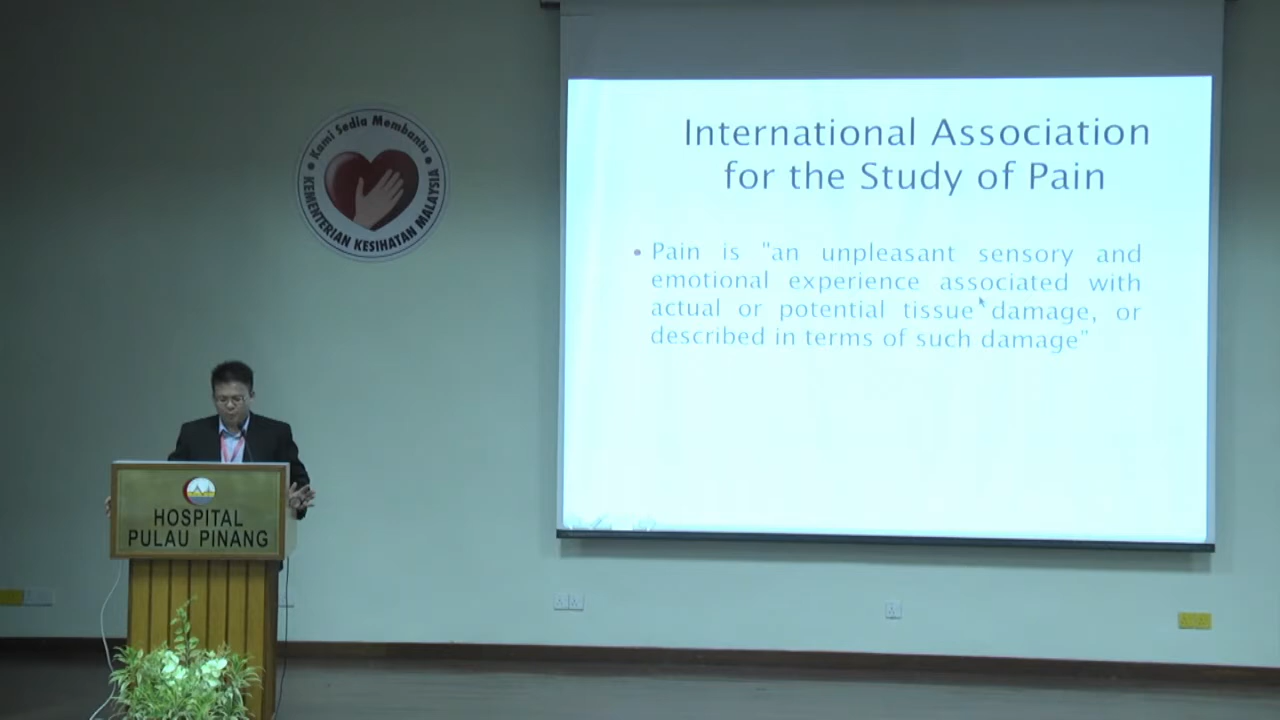 Kami Sedia Membantu
KEMENTERIAN KESIHATAN MALAYSIA
International Association
for the Study of Pain
• Pain is "an unpleasant sensory and
emotional experience associated with
actual or potential tissue damage, or
described in terms of such damage"
HOSPITAL
PULAU PINANG